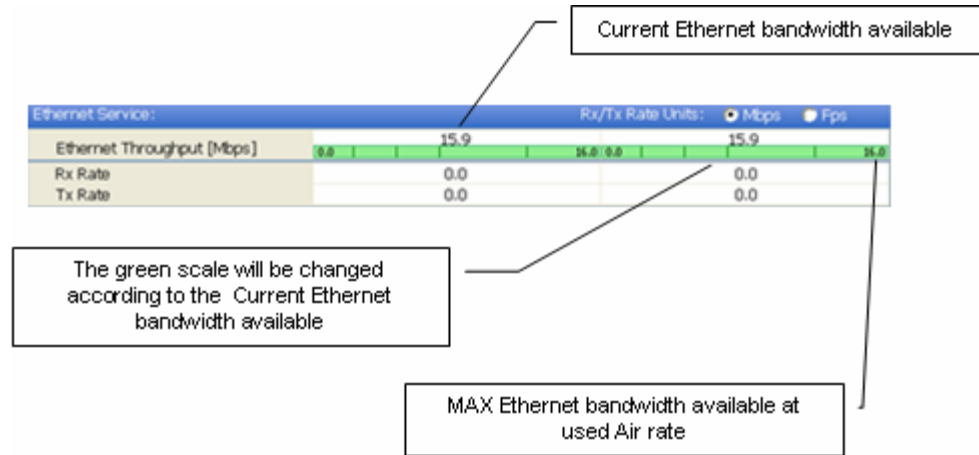 Current Ethernet bandwidth available
Ethernet Service: Rx/Tx Rate Units: Mbps Fps
Ethernet Throughput [Mbps] 15.9 15.9
0.0 16.0 0.0 16.0
Rx Rate 0.0 0.0
Tx Rate 0.0 0.0
The green scale will be changed
according to the Current Ethernet
bandwidth available
MAX Ethernet bandwidth available at
used Air rate